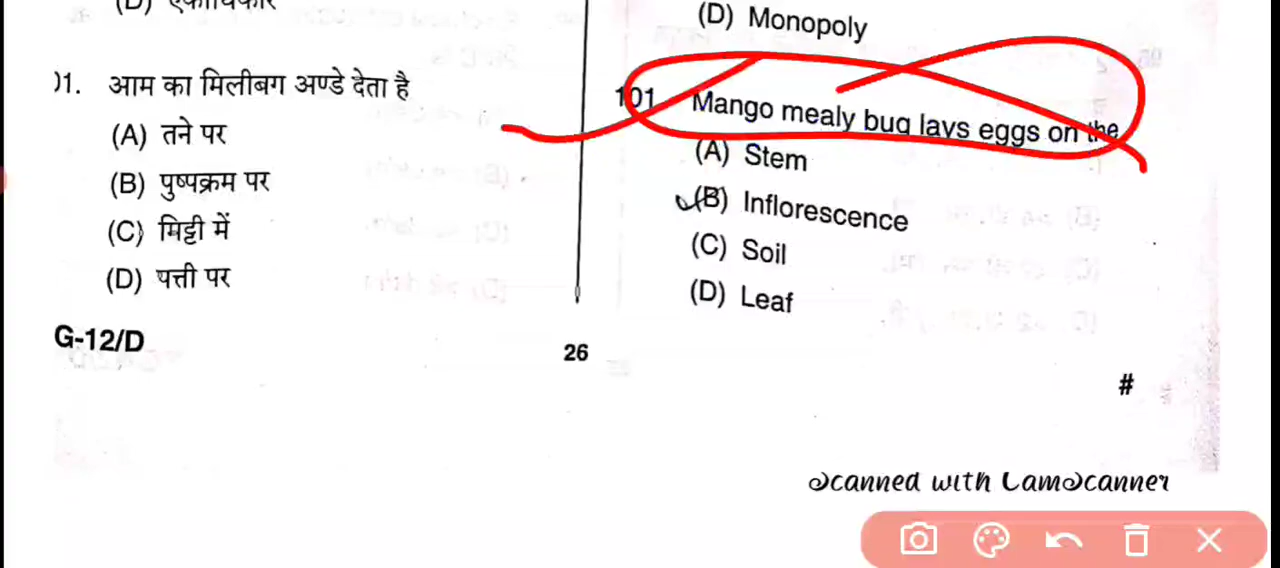 (D) एकाधिकार
)1. आम का मिलीबग अण्डे देता है
(A) तने पर
(B) पुष्पक्रम पर
(C) मिट्टी में
(D) पत्ती पर
G-12/D
(D) Monopoly
101 Mango mealy bug lays eggs on the
(A) Stem
(B) Inflorescence
(C) Soil
(D) Leaf
26
#
Scanned with CamScanner